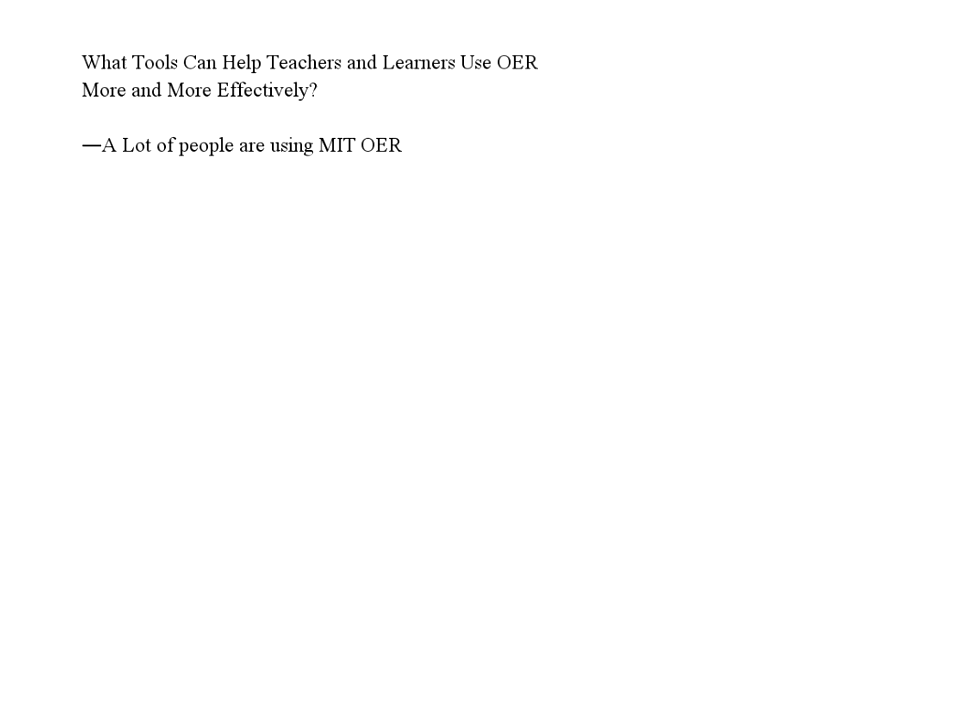 What Tools Can Help Teachers and Learners Use OER
More and More Effectively?
—A Lot of people are using MIT OER